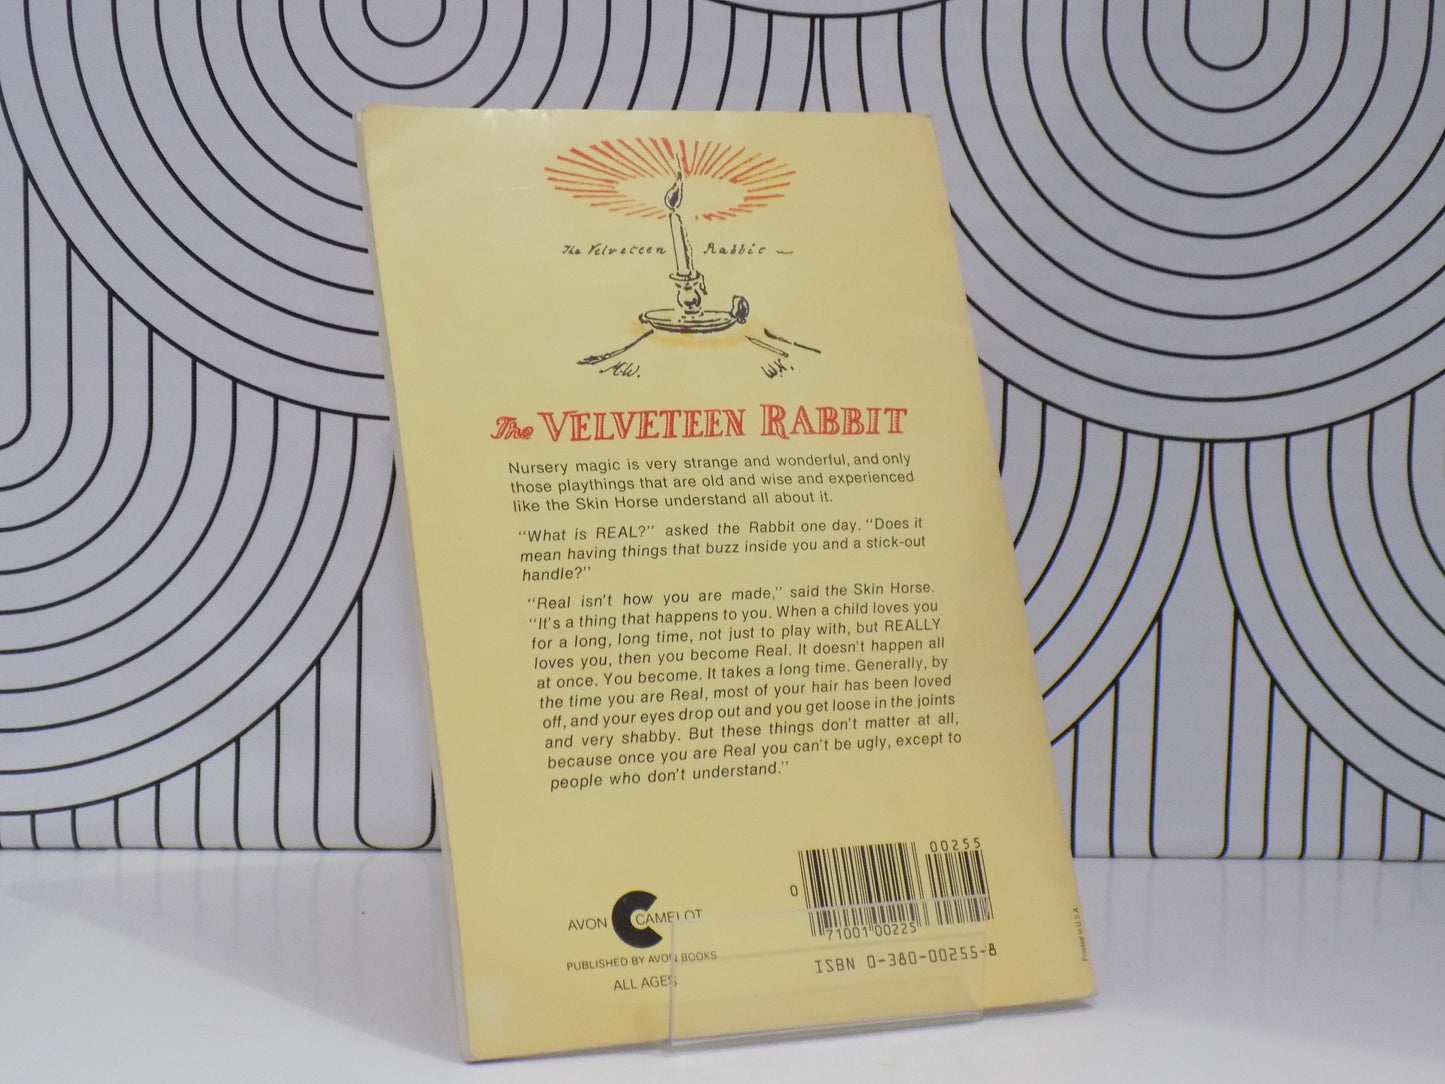 The Velveteen Rabbit
M.W.
W.N.
The VELVETEEN RABBIT
Nursery magic is very strange and wonderful, and only
those playthings that are old and wise and experienced
like the Skin Horse understand all about it.
"What is REAL?" asked the Rabbit one day. "Does it
mean having things that buzz inside you and a stick-out
handle?"
"Real isn't how you are made," said the Skin Horse.
"It's a thing that happens to you. When a child loves you
for a long, long time, not just to play with, but REALLY
loves you, then you become Real. It doesn't happen all
at once. You become. It takes a long time. Generally, by
the time you are Real, most of your hair has been loved
off, and your eyes drop out and you get loose in the joints
and very shabby. But these things don't matter at all,
because once you are Real you can't be ugly, except to
people who don't understand."
AVON CAMELOT
PUBLISHED BY AVON BOOKS
ALL AGES
00255
0
71001 00225
ISBN 0-380-00255-8
Printed in U.S.A.